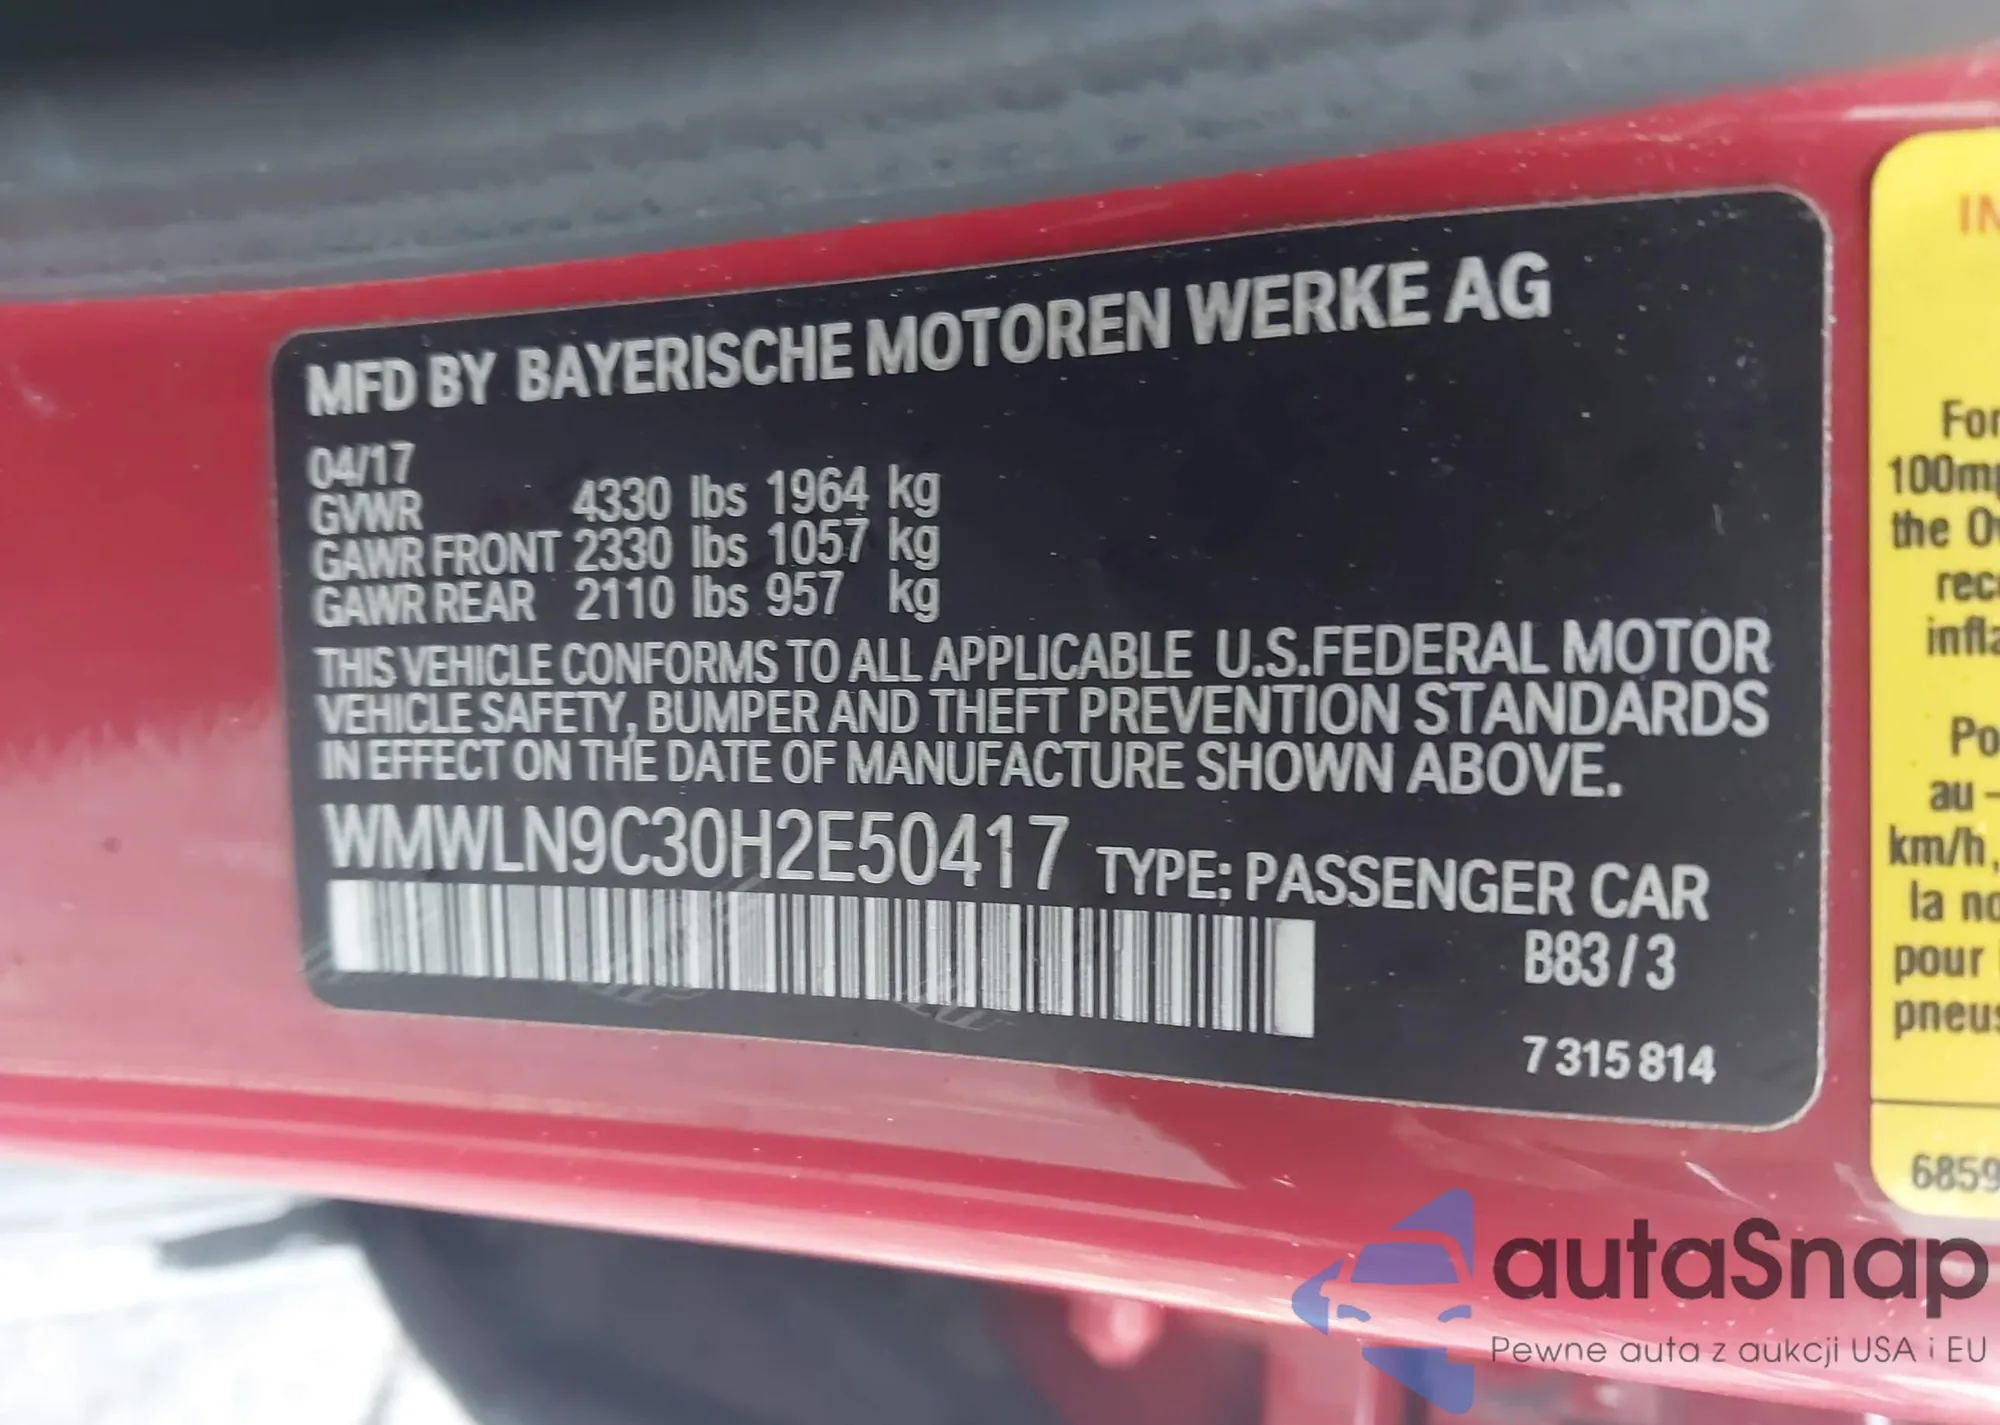 MFD BY BAYERISCHE MOTOREN WERKE AG
04/17
GVWR 4330 lbs 1964 kg
GAWR FRONT 2330 lbs 1057 kg
GAWR REAR 2110 lbs 957 kg
THIS VEHICLE CONFORMS TO ALL APPLICABLE U.S.FEDERAL MOTOR
VEHICLE SAFETY, BUMPER AND THEFT PREVENTION STANDARDS
IN EFFECT ON THE DATE OF MANUFACTURE SHOWN ABOVE.
WMWLN9C30H2E50417 TYPE: PASSENGER CAR
B83 / 3
7 315 814
For
100mp
the Ov
rece
infla
Po
au –
km/h,
la no
pour
pneus
6859
autaSnap
Pewne auta z aukcji USA i EU